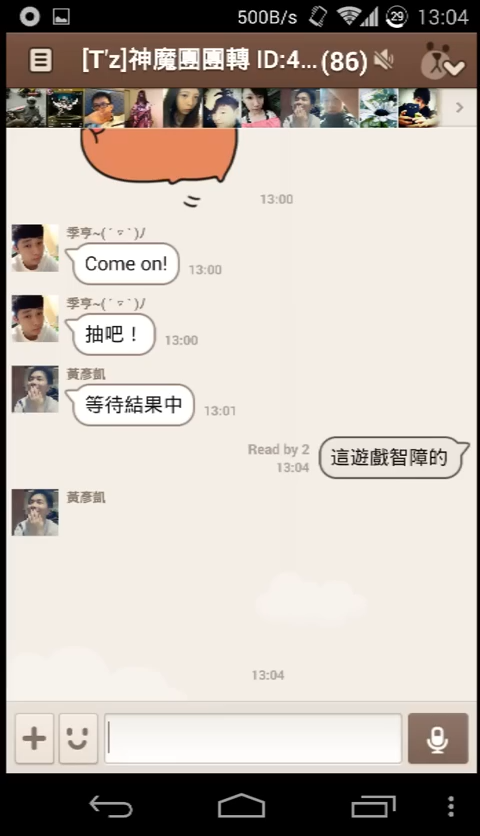 500B/s 29 13:04
[T'z]神魔團團轉 ID:4...(86)
13:00
季亨~(ˊ▿ˋ)ﾉ
Come on!
13:00
季亨~(ˊ▿ˋ)ﾉ
抽吧！
13:00
黃彥凱
等待結果中
13:01
Read by 2
13:04
這遊戲智障的
黃彥凱
13:04